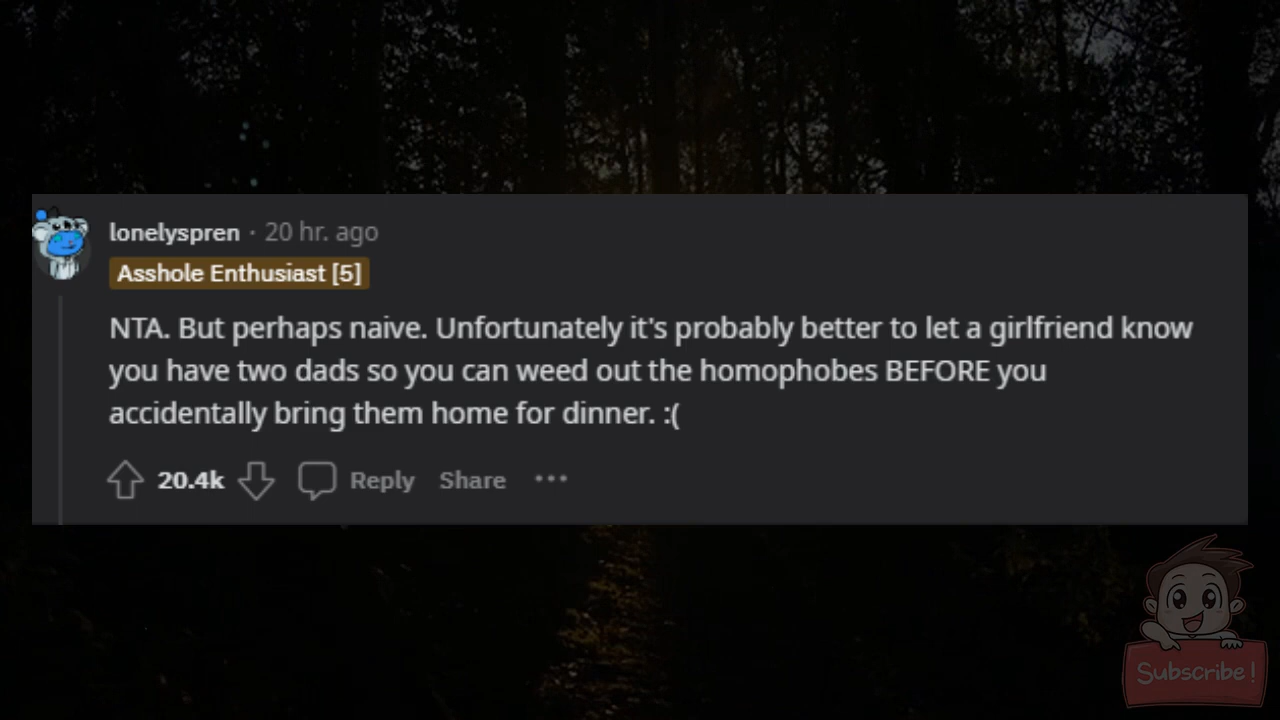 lonelyspren · 20 hr. ago
Asshole Enthusiast [5]
NTA. But perhaps naive. Unfortunately it's probably better to let a girlfriend know
you have two dads so you can weed out the homophobes BEFORE you
accidentally bring them home for dinner. :(
20.4k Reply Share ···
Subscribe!